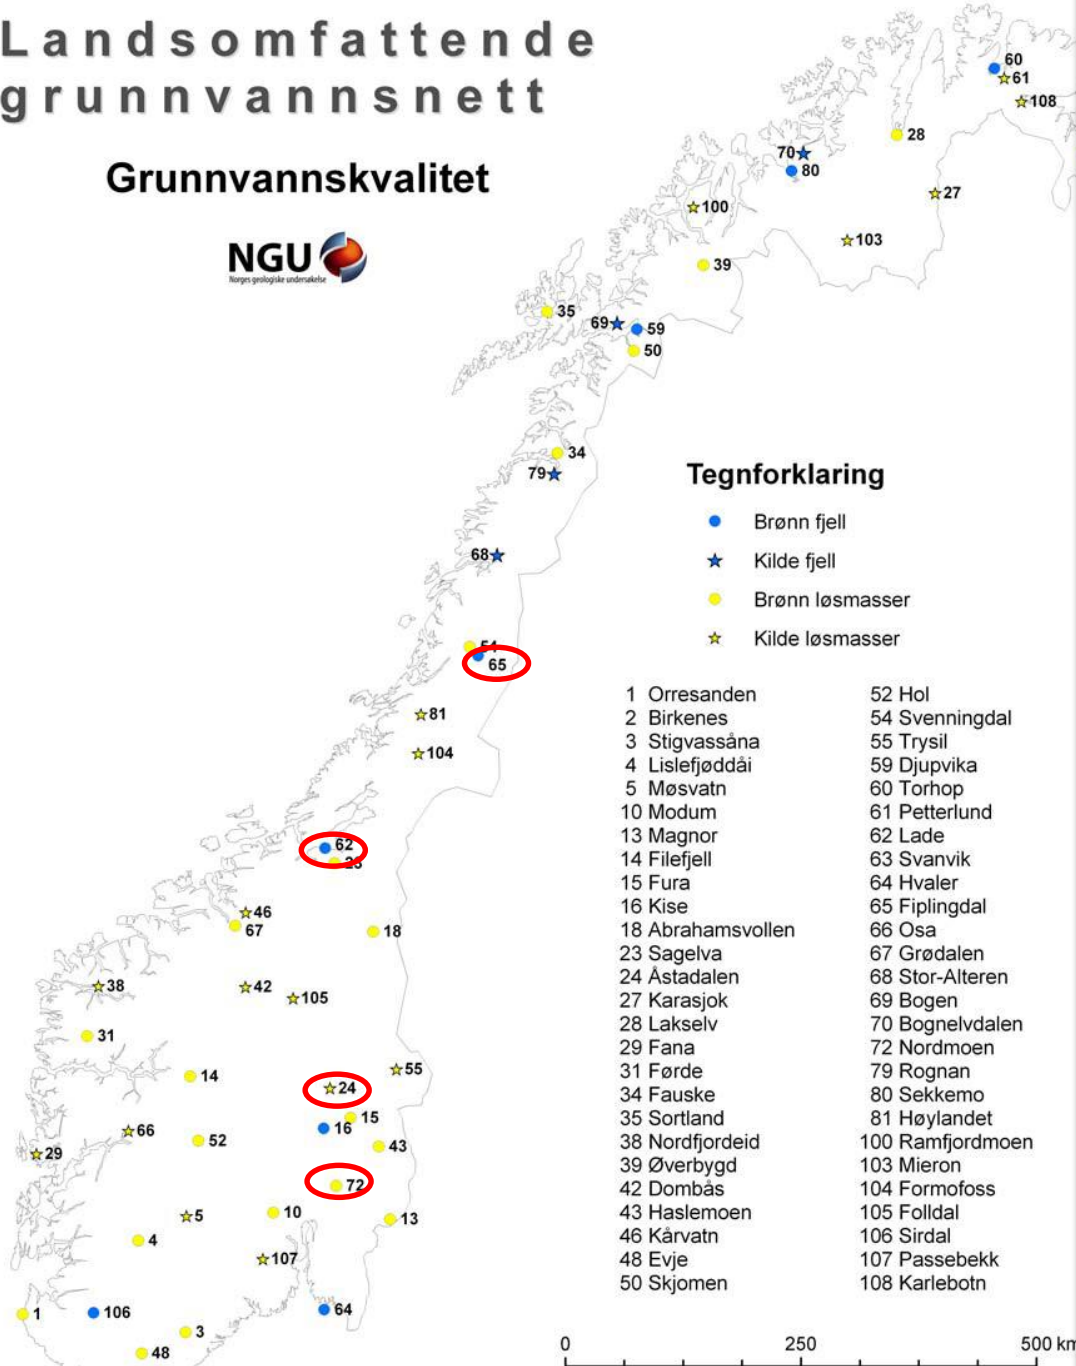 Landsomfattende
grunnvannsnett
Grunnvannskvalitet
NGU
Norges geologiske undersøkelse
60
61
108
28
70
80
27
100
103
39
35
69
59
50
34
79
68
54
65
81
104
62
23
46
67
18
38
42
105
31
14
55
24
15
16
66
52
43
29
72
5
10
13
4
107
1
106
64
3
48
Tegnforklaring
Brønn fjell
Kilde fjell
Brønn løsmasser
Kilde løsmasser
1 Orresanden
2 Birkenes
3 Stigvassåna
4 Lislefjøddåi
5 Møsvatn
10 Modum
13 Magnor
14 Filefjell
15 Fura
16 Kise
18 Abrahamsvollen
23 Sagelva
24 Åstadalen
27 Karasjok
28 Lakselv
29 Fana
31 Førde
34 Fauske
35 Sortland
38 Nordfjordeid
39 Øverbygd
42 Dombås
43 Haslemoen
46 Kårvatn
48 Evje
50 Skjomen
52 Hol
54 Svenningdal
55 Trysil
59 Djupvika
60 Torhop
61 Petterlund
62 Lade
63 Svanvik
64 Hvaler
65 Fiplingdal
66 Osa
67 Grødalen
68 Stor-Alteren
69 Bogen
70 Bognelvdalen
72 Nordmoen
79 Rognan
80 Sekkemo
81 Høylandet
100 Ramfjordmoen
103 Mieron
104 Formofoss
105 Folldal
106 Sirdal
107 Passebekk
108 Karlebotn
0 250 500 km